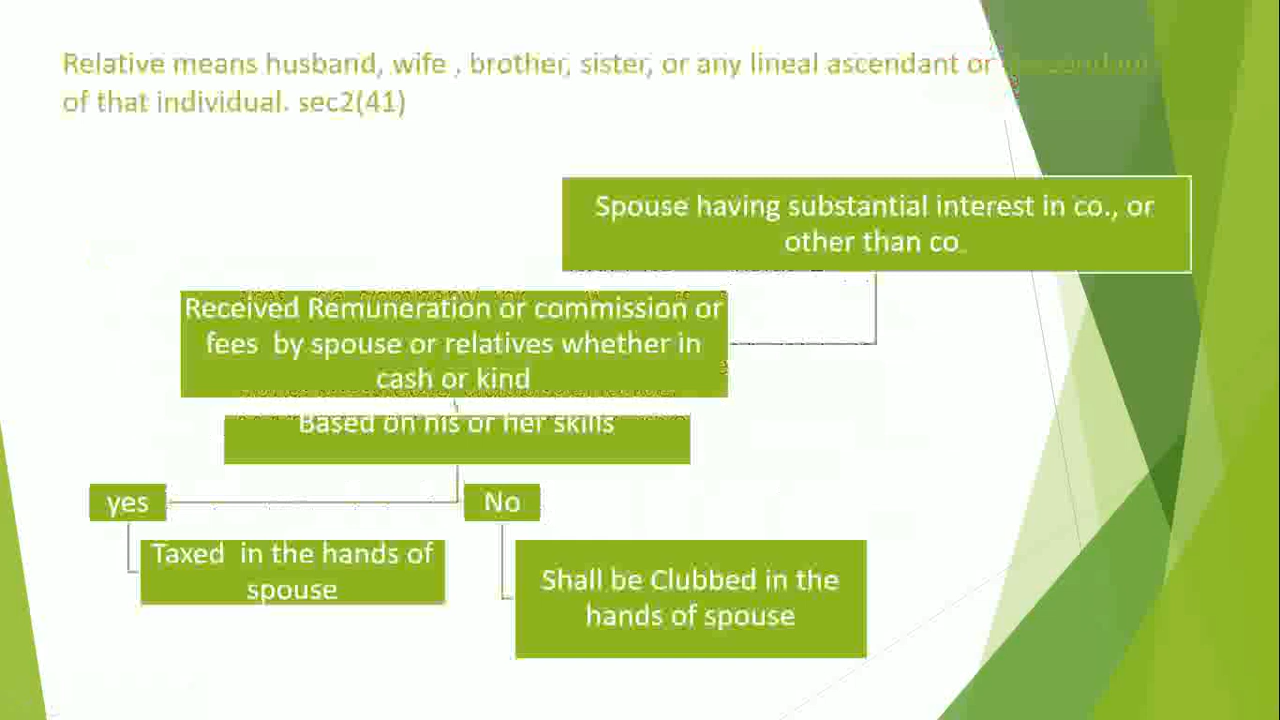 Relative means husband, wife , brother, sister, or any lineal ascendant or
of that individual. sec2(41)
Spouse having substantial interest in co., or
other than co.
Received Remuneration or commission or
fees by spouse or relatives whether in
cash or kind
Based on his or her skills
yes
No
Taxed in the hands of
spouse
Shall be Clubbed in the
hands of spouse